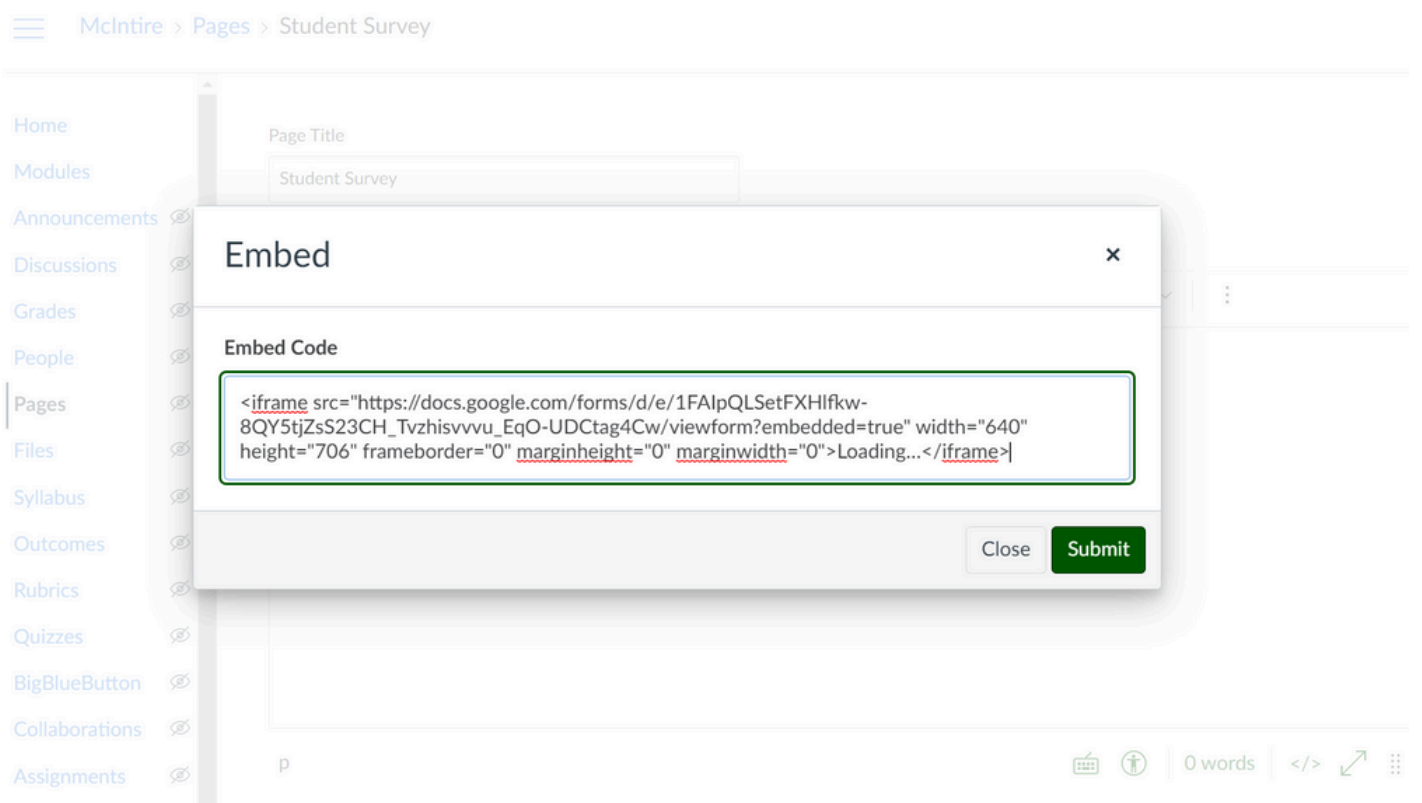 McIntire > Pages > Student Survey
Home
Modules
Announcements
Discussions
Grades
People
Pages
Files
Syllabus
Outcomes
Rubrics
Quizzes
BigBlueButton
Collaborations
Assignments
Page Title
Student Survey
Embed
Embed Code
<iframe src="https://docs.google.com/forms/d/e/1FAIpQLSetFXHlfkw-
8QY5tjZsS23CH_Tvzhisvvvu_EqO-UDCtag4Cw/viewform?embedded=true" width="640"
height="706" frameborder="0" marginheight="0" marginwidth="0">Loading...</iframe>
Close Submit
p
0 words </>